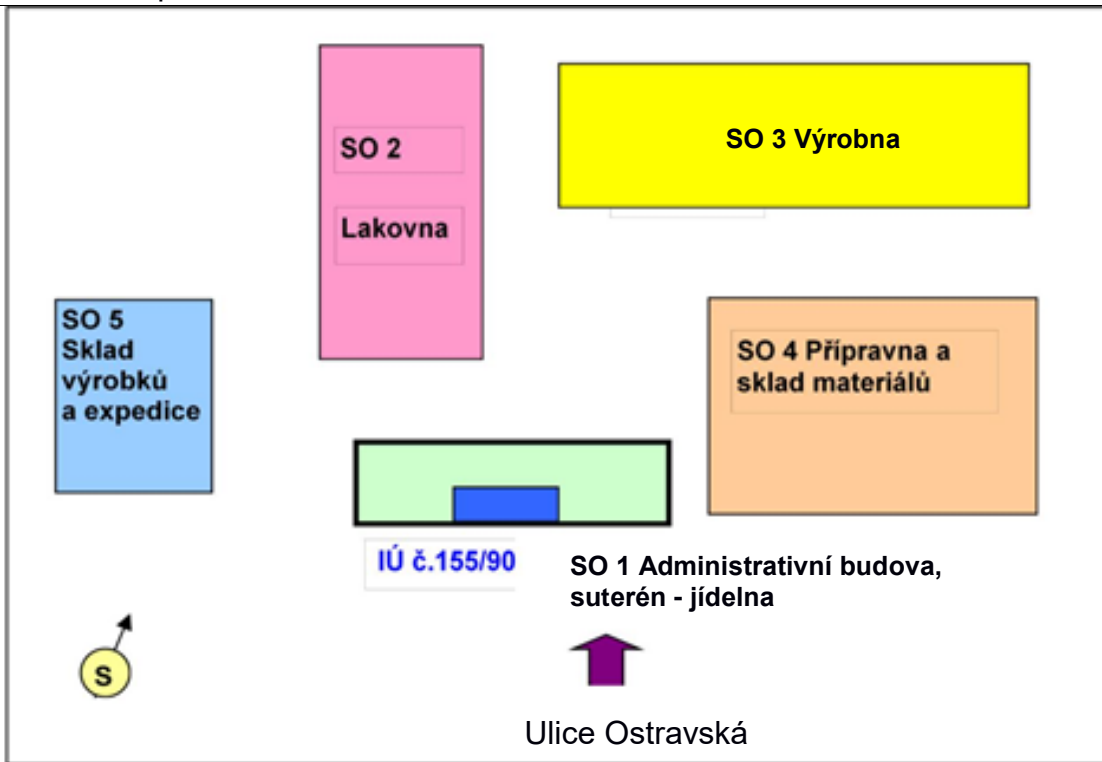 SO 2
Lakovna
SO 3 Výrobna
SO 5
Sklad
výrobků
a expedice
SO 4 Přípravna a
sklad materiálů
IÚ č.155/90
SO 1 Administrativní budova,
suterén - jídelna
S
Ulice Ostravská